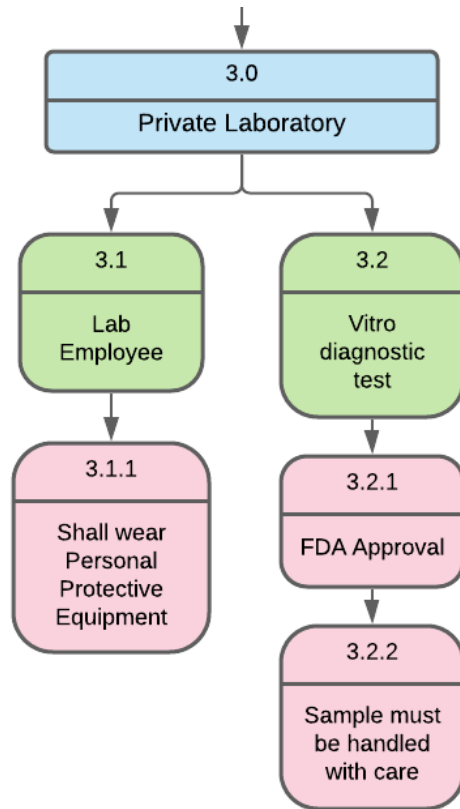 3.0
Private Laboratory
3.1
Lab
Employee
3.2
Vitro
diagnostic
test
3.1.1
Shall wear
Personal
Protective
Equipment
3.2.1
FDA Approval
3.2.2
Sample must
be handled
with care